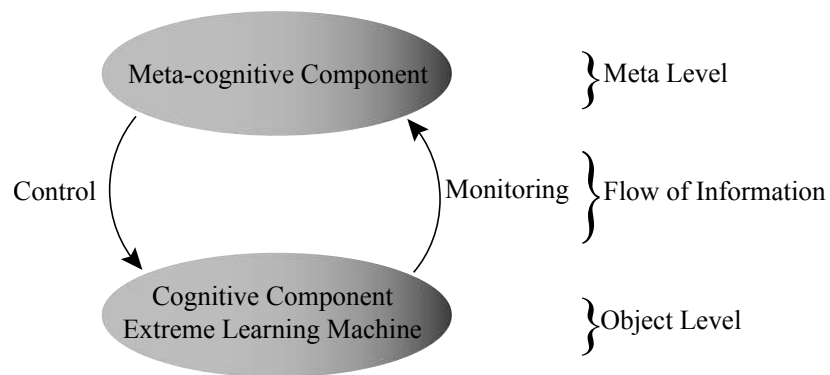 Meta-cognitive Component
Meta Level
Control
Monitoring
Flow of Information
Cognitive Component
Extreme Learning Machine
Object Level